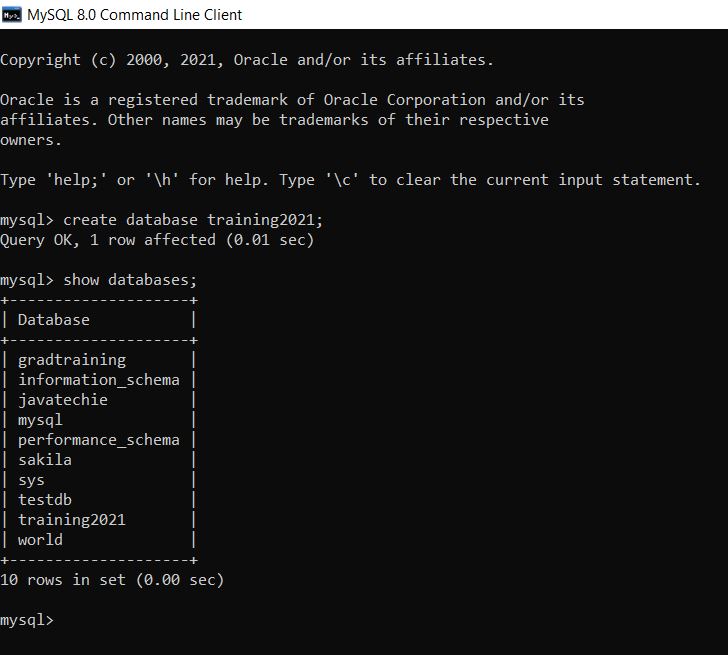 MySQL 8.0 Command Line Client
Copyright (c) 2000, 2021, Oracle and/or its affiliates.
Oracle is a registered trademark of Oracle Corporation and/or its
affiliates. Other names may be trademarks of their respective
owners.
Type 'help;' or '\h' for help. Type '\c' to clear the current input statement.
mysql> create database training2021;
Query OK, 1 row affected (0.01 sec)
mysql> show databases;
+--------------------+
| Database           |
+--------------------+
| gradtraining       |
| information_schema |
| javatechie         |
| mysql              |
| performance_schema |
| sakila             |
| sys                |
| testdb             |
| training2021       |
| world              |
+--------------------+
10 rows in set (0.00 sec)
mysql>